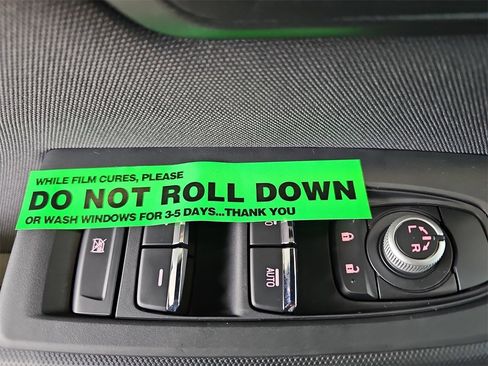 WHILE FILM CURES, PLEASE
DO NOT ROLL DOWN
OR WASH WINDOWS FOR 3-5 DAYS...THANK YOU
AUTO
L
R